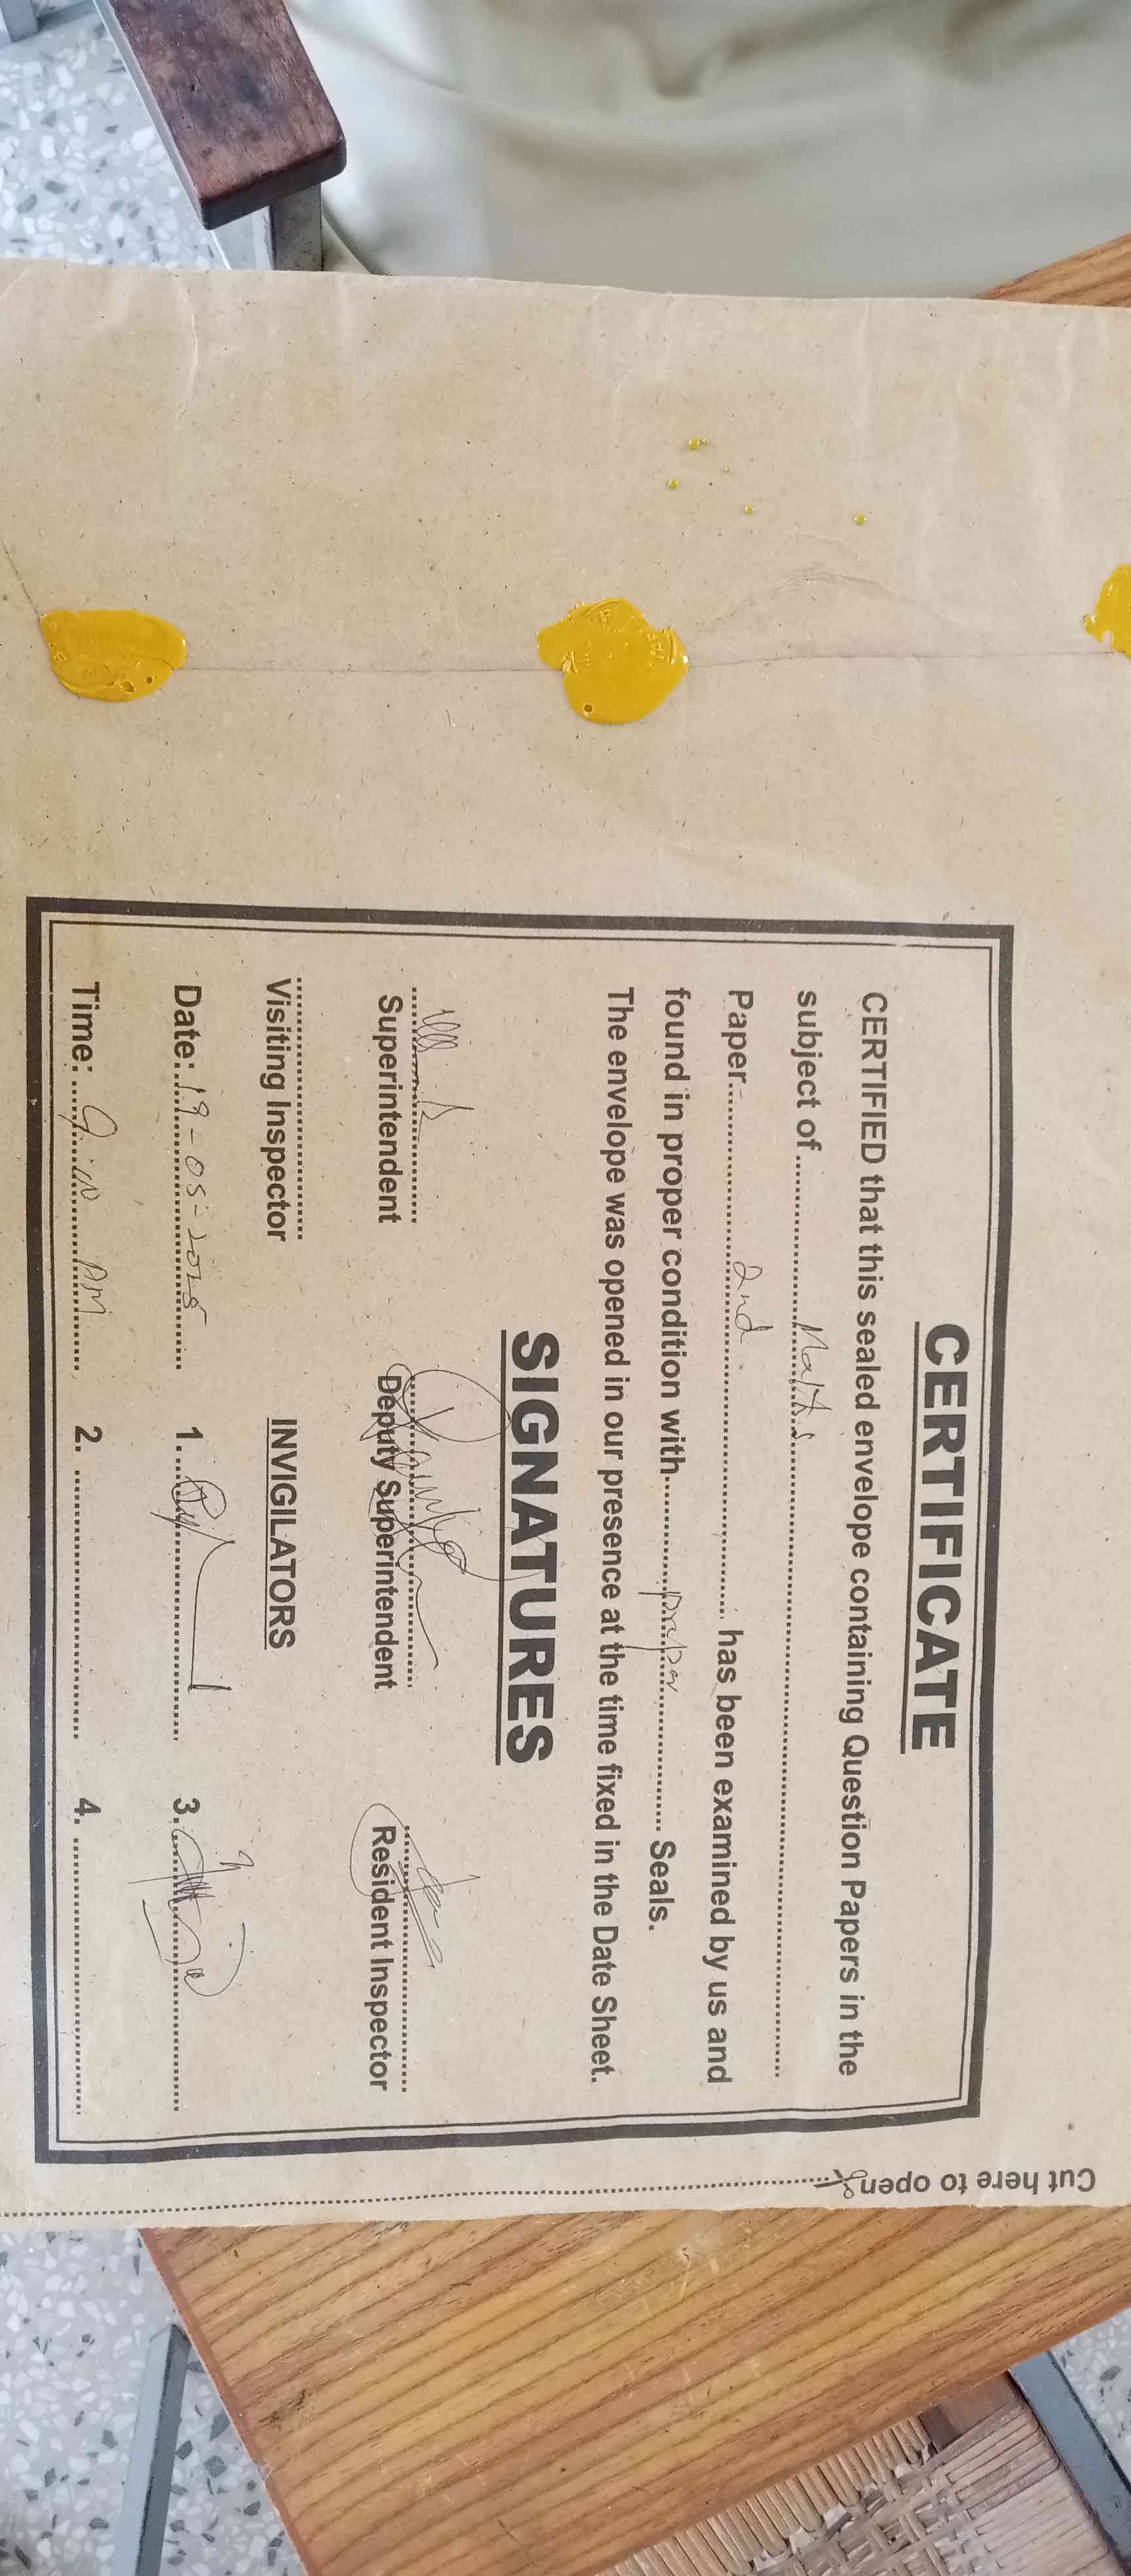 CERTIFICATE
CERTIFIED that this sealed envelope containing Question Papers in the
subject of ........ Maths ........
Paper ........ 2nd ........ has been examined by us and
found in proper condition with ........ proper ........ Seals.
The envelope was opened in our presence at the time fixed in the Date Sheet.
SIGNATURES
Superintendent Deputy Superintendent Resident Inspector
Visiting Inspector INVIGILATORS
Date: 19-05-2025 1. 3.
Time: 2. 4.
Cut here to open